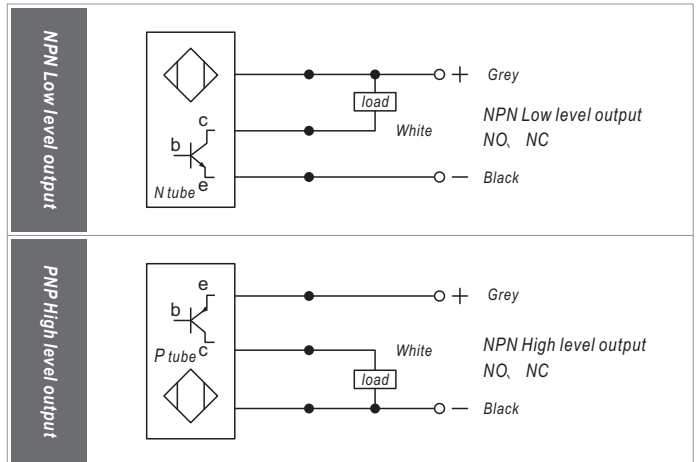 NPN Low level output
c
b
N tube e
load
+ Grey
White
NPN Low level output
NO、 NC
— Black
PNP High level output
e
b
P tube c
load
+ Grey
White
NPN High level output
NO、 NC
— Black